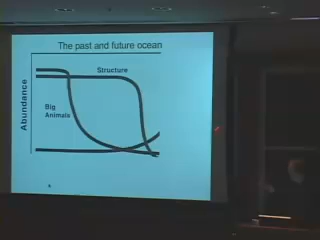 The past and future ocean
Structure
Big
Animals
Abundance